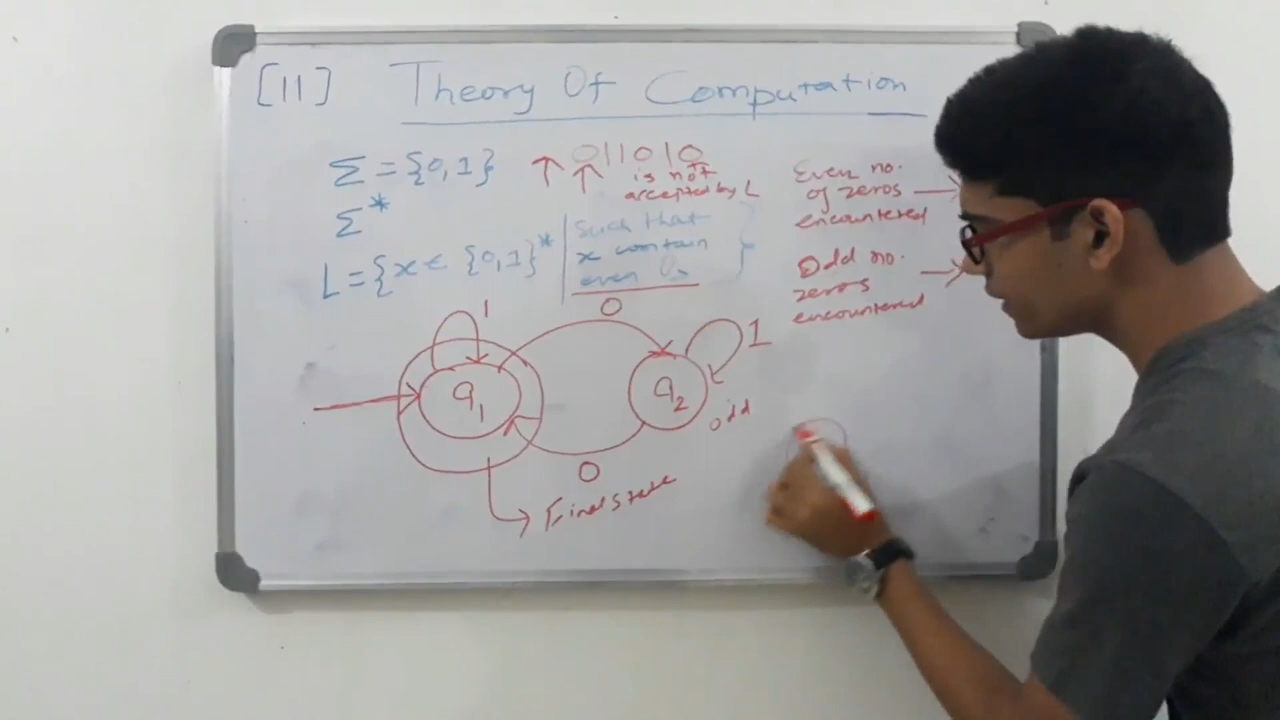 [11] Theory Of Computation
Σ = {0,1}
Σ*
L = {x ∈ {0,1}* | such that
x contain
even 0s }
011010
is not
accepted by L
Even no.
of zeros
encountered
Odd no.
zeros
encountered
1
0
q1
q2
1
odd
0
Final state